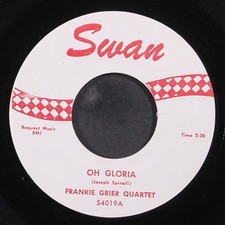 Swan
Request Music
BMI
Time 2:38
OH GLORIA
(Joseph Spinelli)
FRANKIE GRIER QUARTET
S4019A